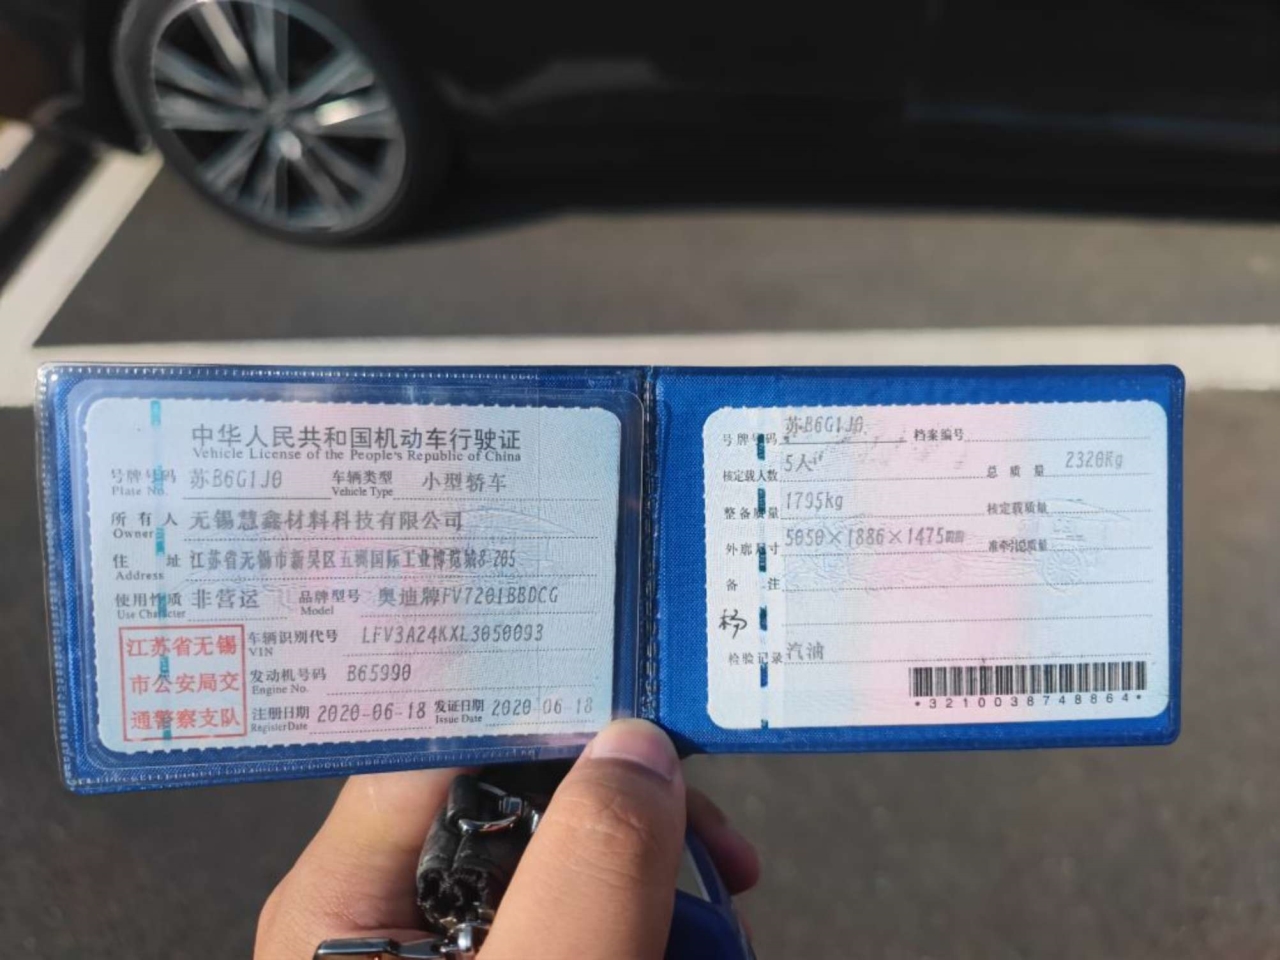 中华人民共和国机动车行驶证
Vehicle License of the People's Republic of China
号牌号码 苏B6G1J0 车辆类型 小型轿车
Plate No. Vehicle Type
所有人 无锡慧鑫材料科技有限公司
Owner
住址 江苏省无锡市新吴区五洲国际工业博览城8-205
Address
使用性质 非营运 品牌型号 奥迪牌FV7201BBDCG
Use Character Model
江苏省无锡
市公安局交
通警察支队
车辆识别代号 LFV3A24KXL3050093
VIN
发动机号码 B65990
Engine No.
注册日期 2020-06-18 发证日期 2020-06-18
Register Date Issue Date
号牌号码 苏B6G1J0 档案编号
核定载人数 5人 总质量 2320Kg
整备质量 1795kg 核定载质量
外廓尺寸 5050×1886×1475 准牵引总质量
备注
杨
检验记录 汽油
*3210038748864*